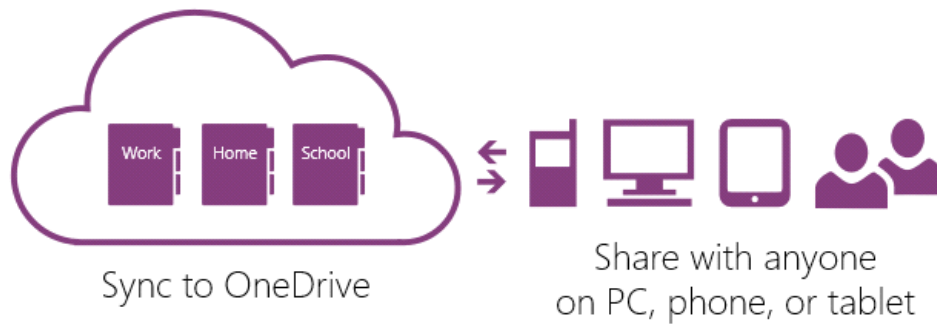 Work
Home
School
Sync to OneDrive
Share with anyone
on PC, phone, or tablet